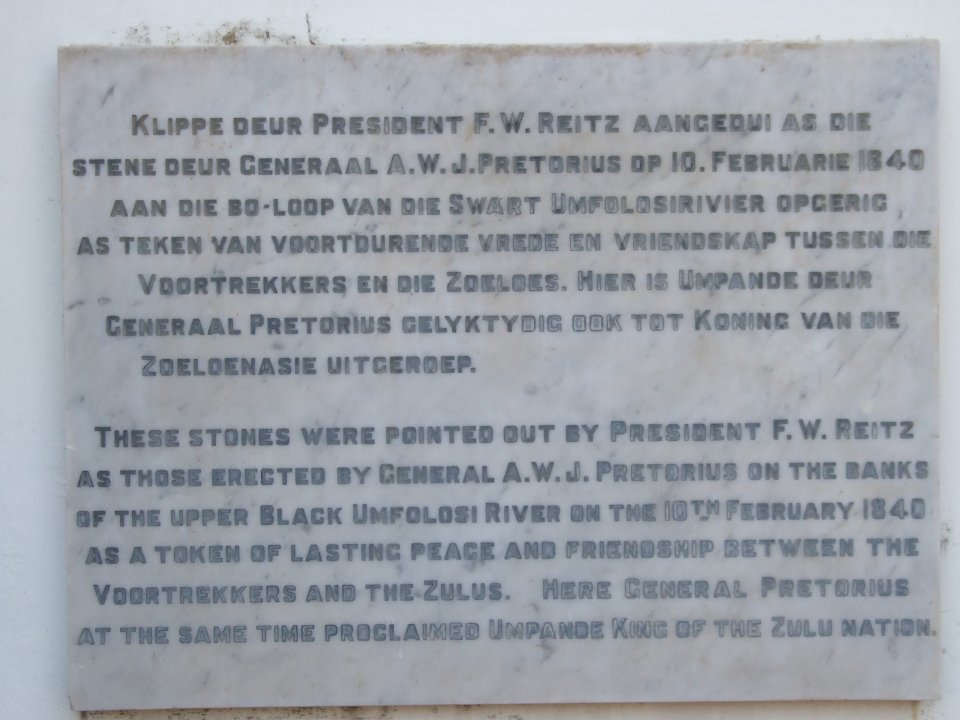 KLIPPE DEUR PRESIDENT F. W. REITZ AANGEDUI AS DIE
STENE DEUR GENERAAL A. W. J. PRETORIUS OP 10. FEBRUARIE 1840
AAN DIE BO-LOOP VAN DIE SWART UMFOLOSIRIVIER OPGERIG
AS TEKEN VAN VOORTDURENDE VREDE EN VRIENDSKAP TUSSEN DIE
VOORTREKKERS EN DIE ZOELOES. HIER IS UMPANDE DEUR
GENERAAL PRETORIUS GELYKTYDIG OOK TOT KONING VAN DIE
ZOELOENASIE UITGEROEP.
THESE STONES WERE POINTED OUT BY PRESIDENT F. W. REITZ
AS THOSE ERECTED BY GENERAL A. W. J. PRETORIUS ON THE BANKS
OF THE UPPER BLACK UMFOLOSI RIVER ON THE 10TH FEBRUARY 1840
AS A TOKEN OF LASTING PEACE AND FRIENDSHIP BETWEEN THE
VOORTREKKERS AND THE ZULUS. HERE GENERAL PRETORIUS
AT THE SAME TIME PROCLAIMED UMPANDE KING OF THE ZULU NATION.